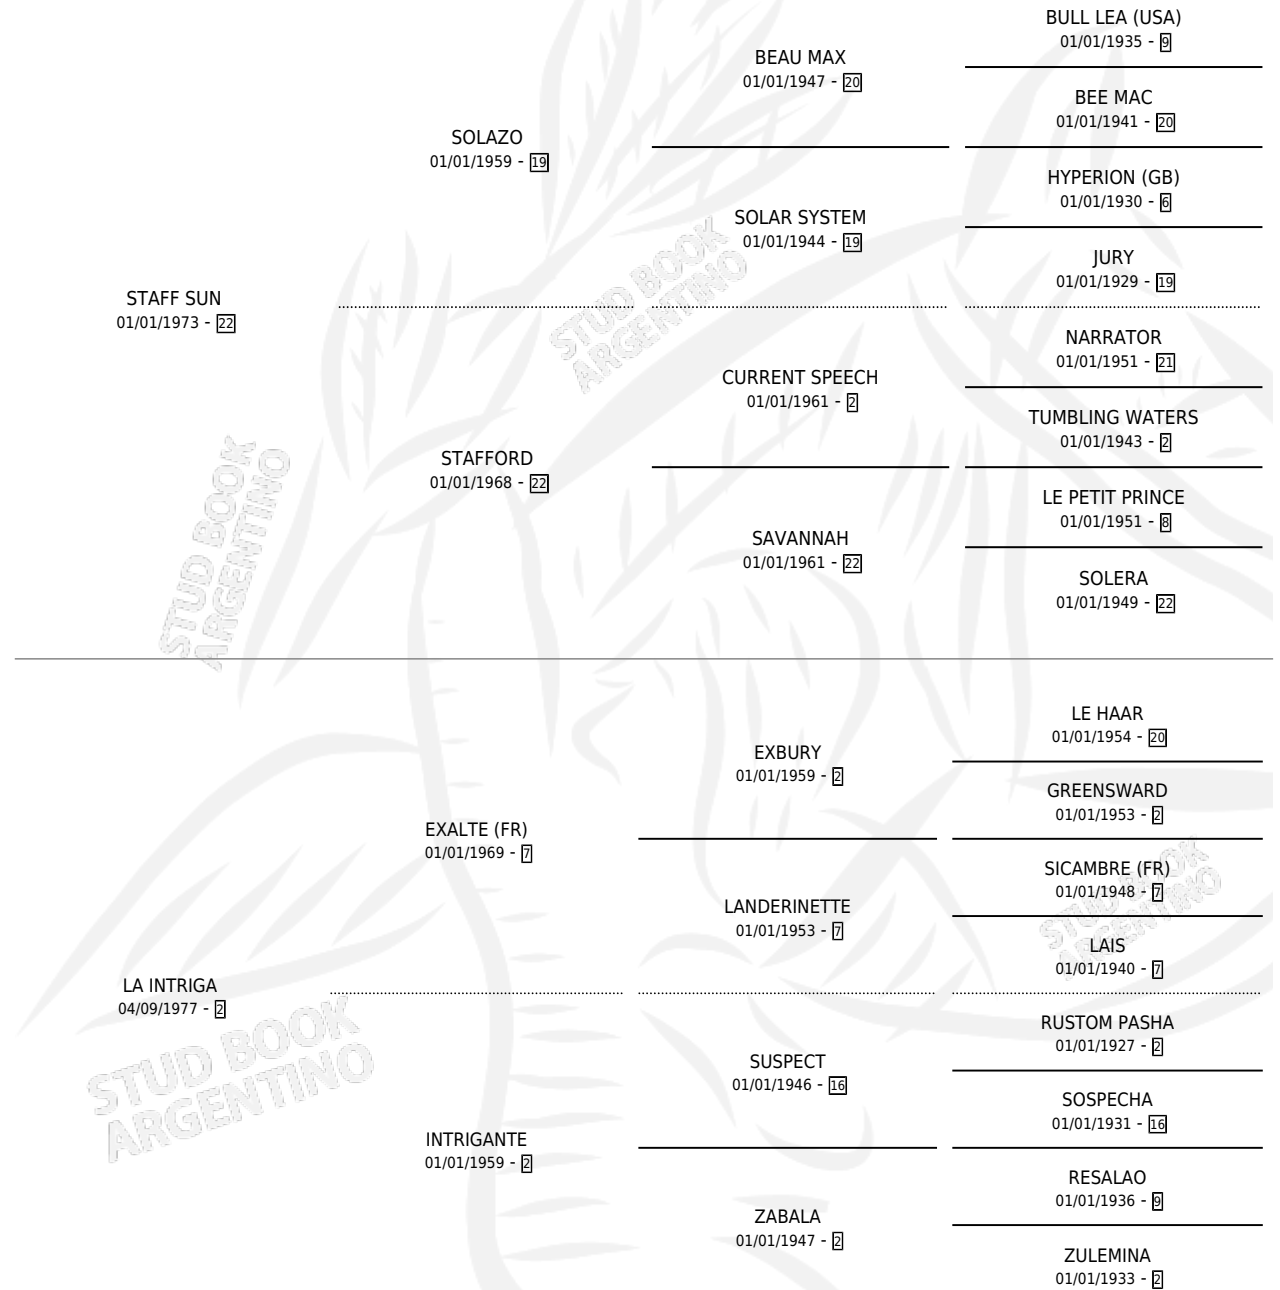 BULL LEA (USA)
01/01/1935 - 9
BEAU MAX
01/01/1947 - 20
BEE MAC
01/01/1941 - 20
SOLAZO
01/01/1959 - 19
HYPERION (GB)
01/01/1930 - 6
SOLAR SYSTEM
01/01/1944 - 19
JURY
01/01/1929 - 19
STAFF SUN
01/01/1973 - 22
STUD BOOK
ARGENTINO
NARRATOR
01/01/1951 - 21
CURRENT SPEECH
01/01/1961 - 2
TUMBLING WATERS
01/01/1943 - 2
STAFFORD
01/01/1968 - 22
LE PETIT PRINCE
01/01/1951 - 8
SAVANNAH
01/01/1961 - 22
SOLERA
01/01/1949 - 22
STUD BOOK
ARGENTINO
LE HAAR
01/01/1954 - 20
EXBURY
01/01/1959 - 2
GREENSWARD
01/01/1953 - 2
EXALTE (FR)
01/01/1969 - 7
SICAMBRE (FR)
01/01/1948 - 7
LANDERINETTE
01/01/1953 - 7
STUD BOOK
ARGENTINO
LAIS
01/01/1940 - 7
LA INTRIGA
04/09/1977 - 2
RUSTOM PASHA
01/01/1927 - 2
SUSPECT
01/01/1946 - 16
SOSPECHA
01/01/1931 - 16
STUD BOOK
ARGENTINO
INTRIGANTE
01/01/1959 - 2
RESALAO
01/01/1936 - 9
ZABALA
01/01/1947 - 2
ZULEMINA
01/01/1933 - 2